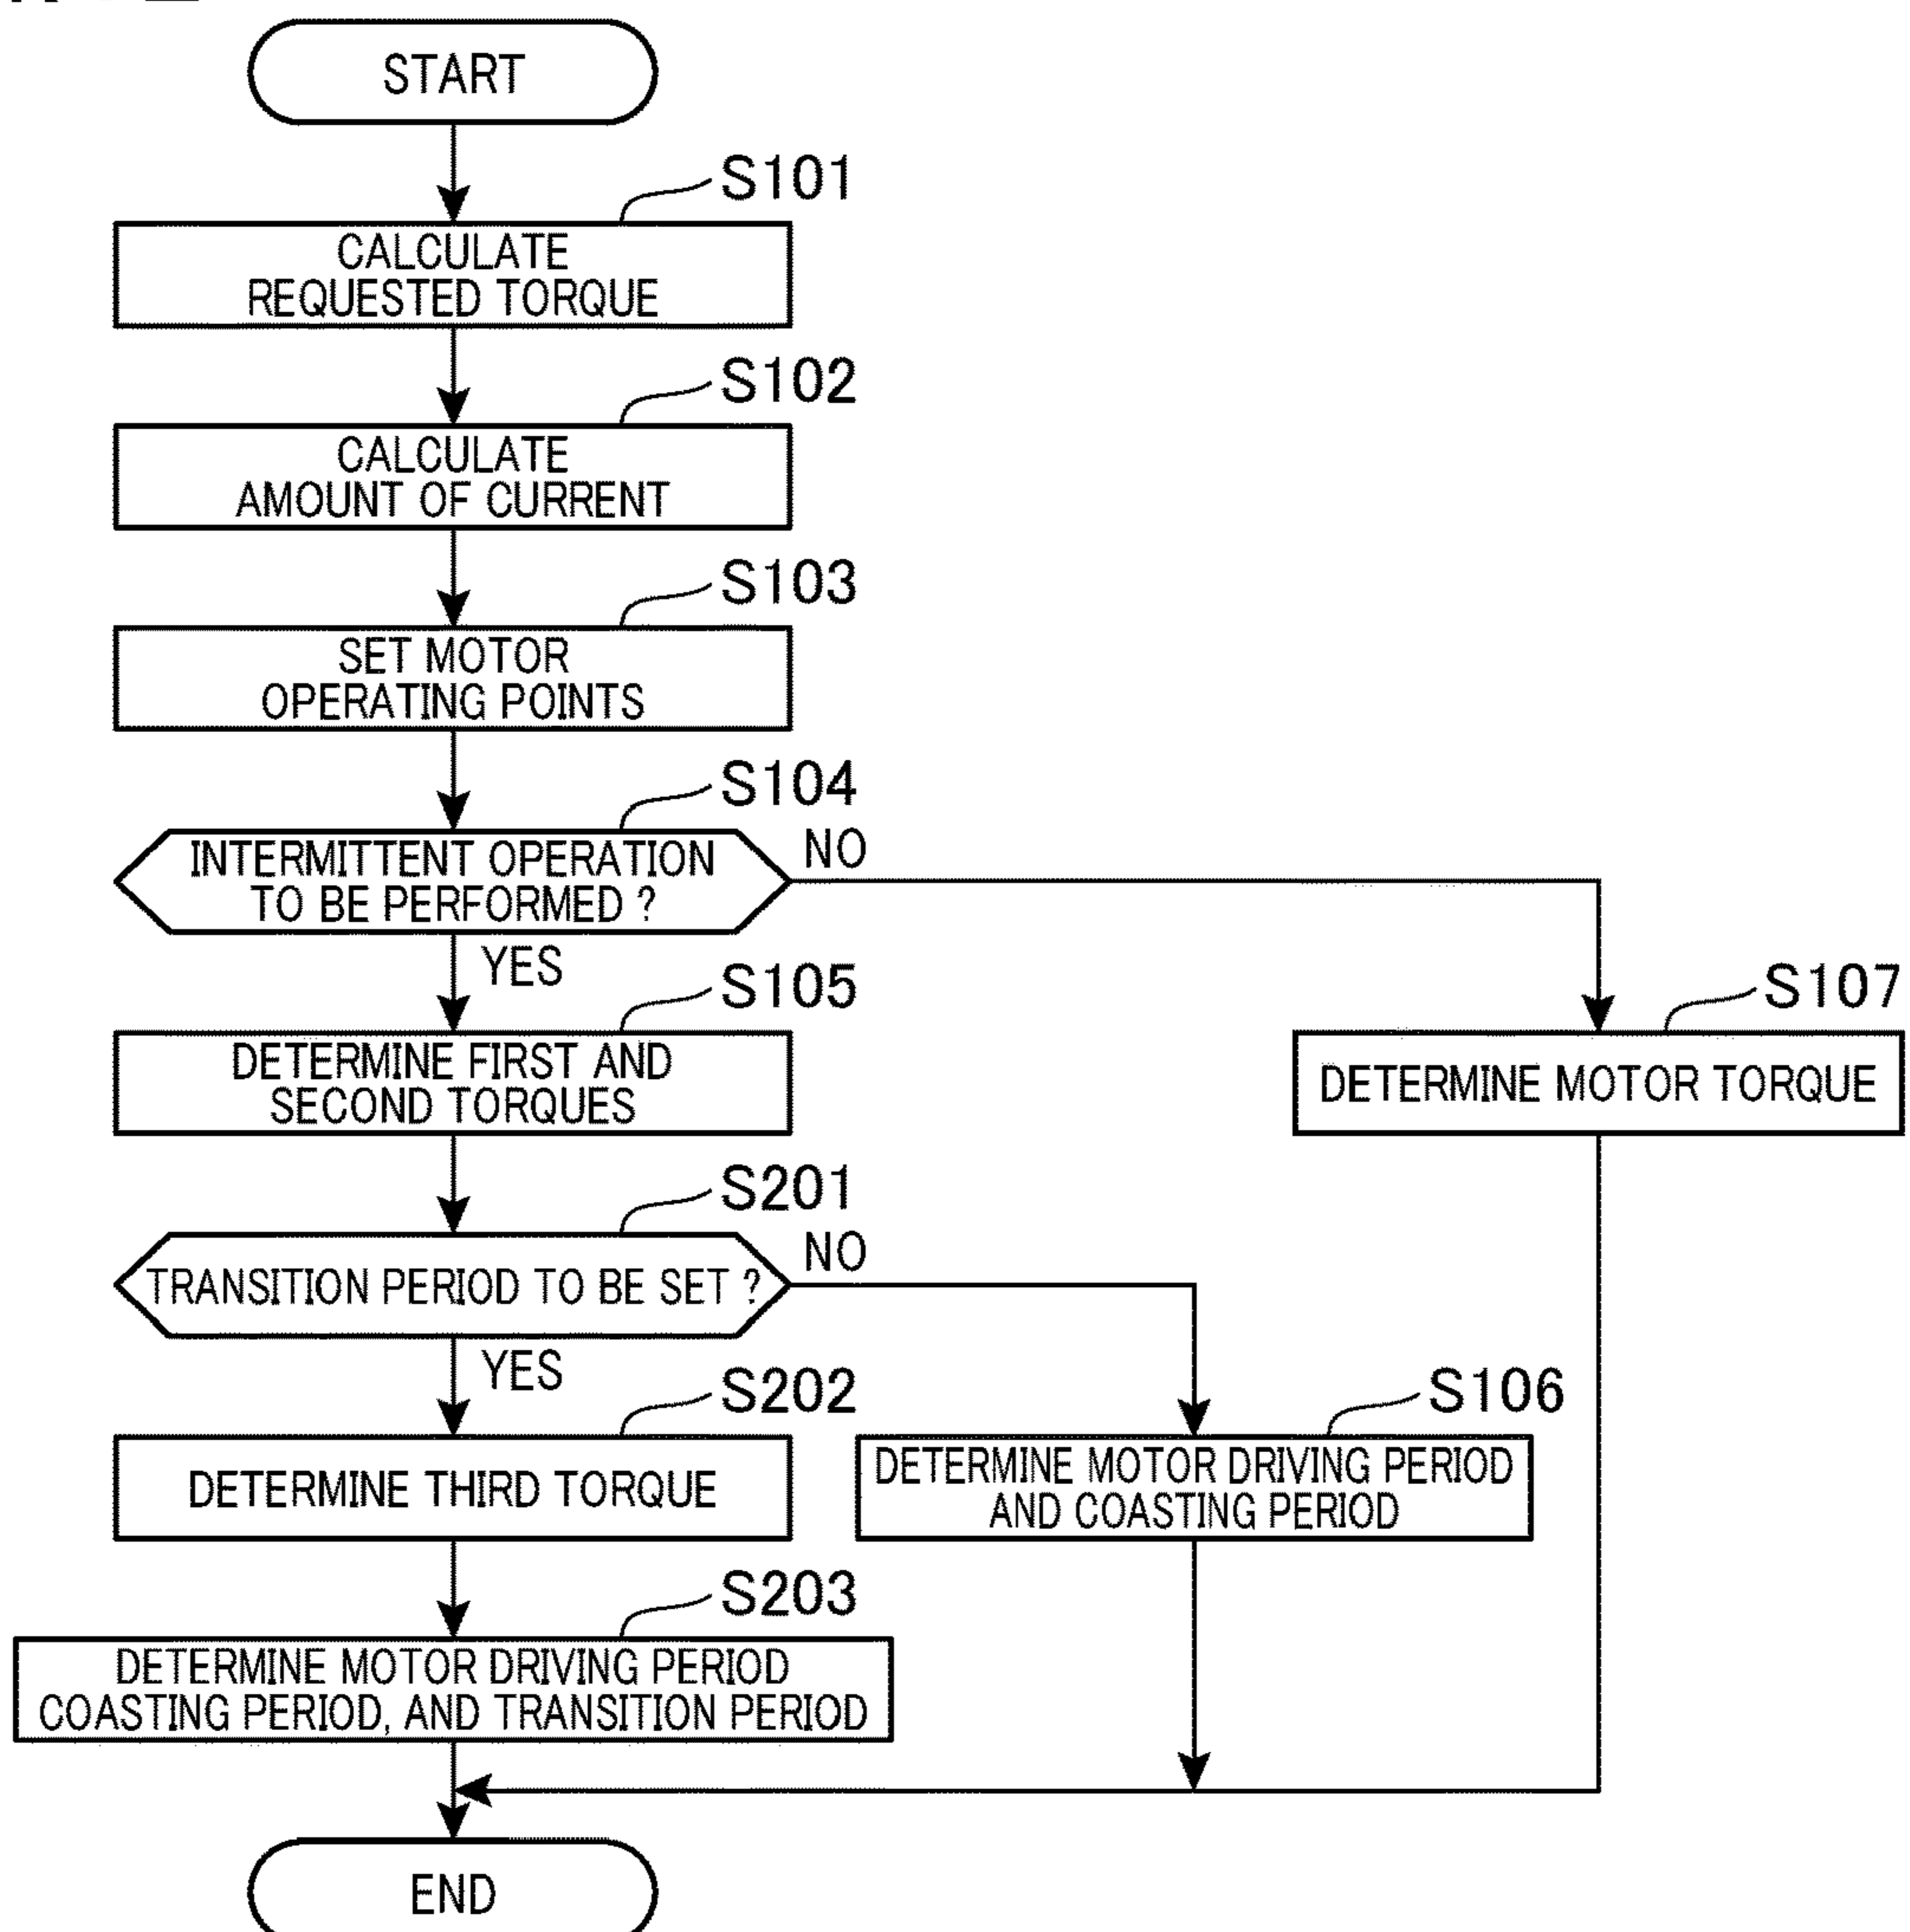 START
S101
CALCULATE
REQUESTED TORQUE
S102
CALCULATE
AMOUNT OF CURRENT
S103
SET MOTOR
OPERATING POINTS
S104
INTERMITTENT OPERATION
TO BE PERFORMED ?
NO
YES
S105
DETERMINE FIRST AND
SECOND TORQUES
S107
DETERMINE MOTOR TORQUE
S201
TRANSITION PERIOD TO BE SET ?
NO
YES
S202
DETERMINE THIRD TORQUE
S106
DETERMINE MOTOR DRIVING PERIOD
AND COASTING PERIOD
S203
DETERMINE MOTOR DRIVING PERIOD
COASTING PERIOD, AND TRANSITION PERIOD
END